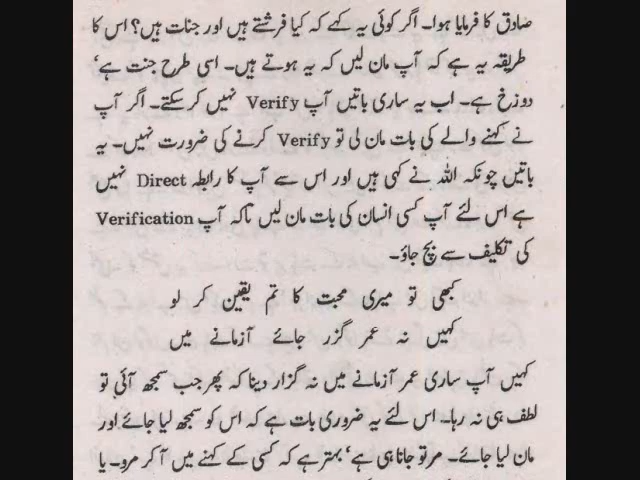 صادق کا فرمایا ہوا۔ اگر کوئی یہ کہے کہ کیا فرشتے ہیں اور جنات ہیں؟ اس کا
طریقہ یہ ہے کہ آپ مان لیں کہ یہ ہوتے ہیں۔ اسی طرح جنت ہے‘
دوزخ ہے۔ اب یہ ساری باتیں آپ Verify نہیں کر سکتے۔ اگر آپ
نے کہنے والے کی بات مان لی تو Verify کرنے کی ضرورت نہیں۔ یہ
باتیں چونکہ اللہ نے کہی ہیں اور اس سے آپ کا رابطہ Direct نہیں
ہے اس لئے آپ کسی انسان کی بات مان لیں تاکہ آپ Verification
کی تکلیف سے بچ جاؤ۔
کبھی تو میری محبت کا تم یقین کر لو
کہیں نہ عمر گزر جائے آزمانے میں
کہیں آپ ساری عمر آزمانے میں نہ گزار دینا کہ پھر جب سمجھ آئی تو
لطف ہی نہ رہا۔ اس لئے یہ ضروری بات ہے کہ اس کو سمجھ لیا جائے اور
مان لیا جائے۔ مر تو جانا ہی ہے‘ بہتر ہے کہ کسی کے کہنے میں آ کر مرو۔ یا